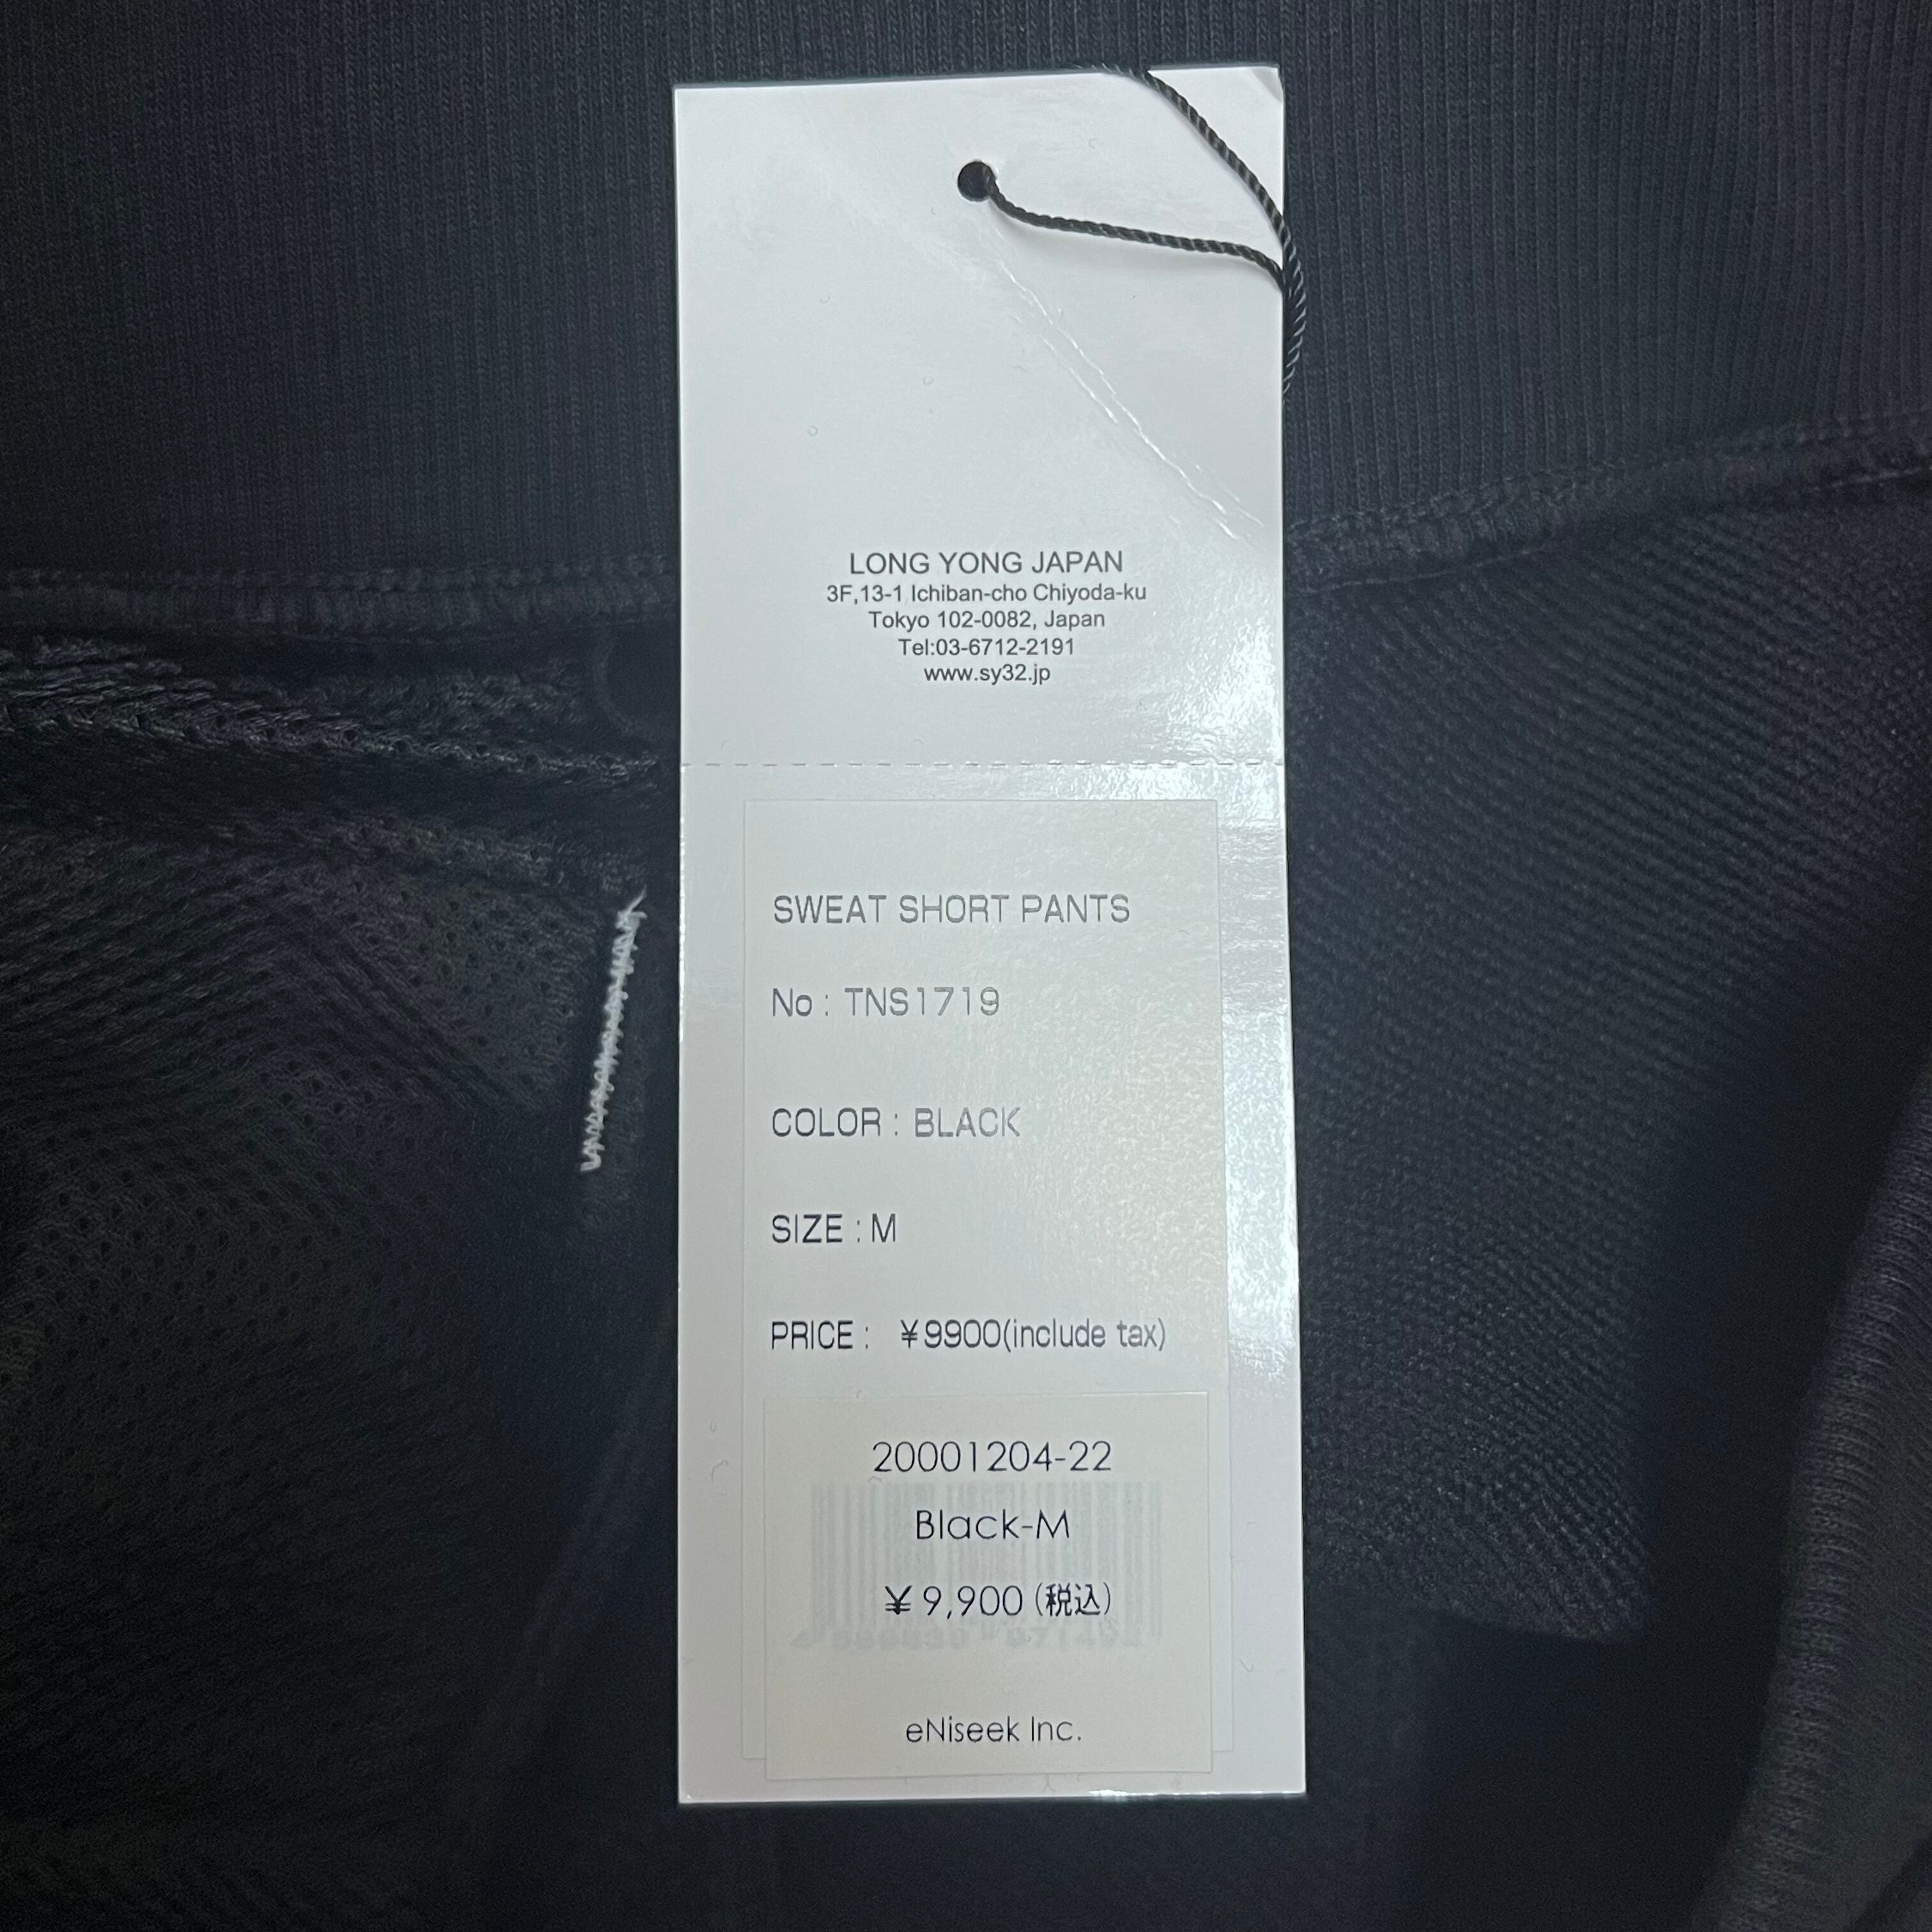 LONG YONG JAPAN
3F,13-1 Ichiban-cho Chiyoda-ku
Tokyo 102-0082, Japan
Tel:03-6712-2191
www.sy32.jp
SWEAT SHORT PANTS
No : TNS1719
COLOR : BLACK
SIZE : M
PRICE : ¥9900(include tax)
20001204-22
Black-M
¥9,900(税込)
eNiseek Inc.